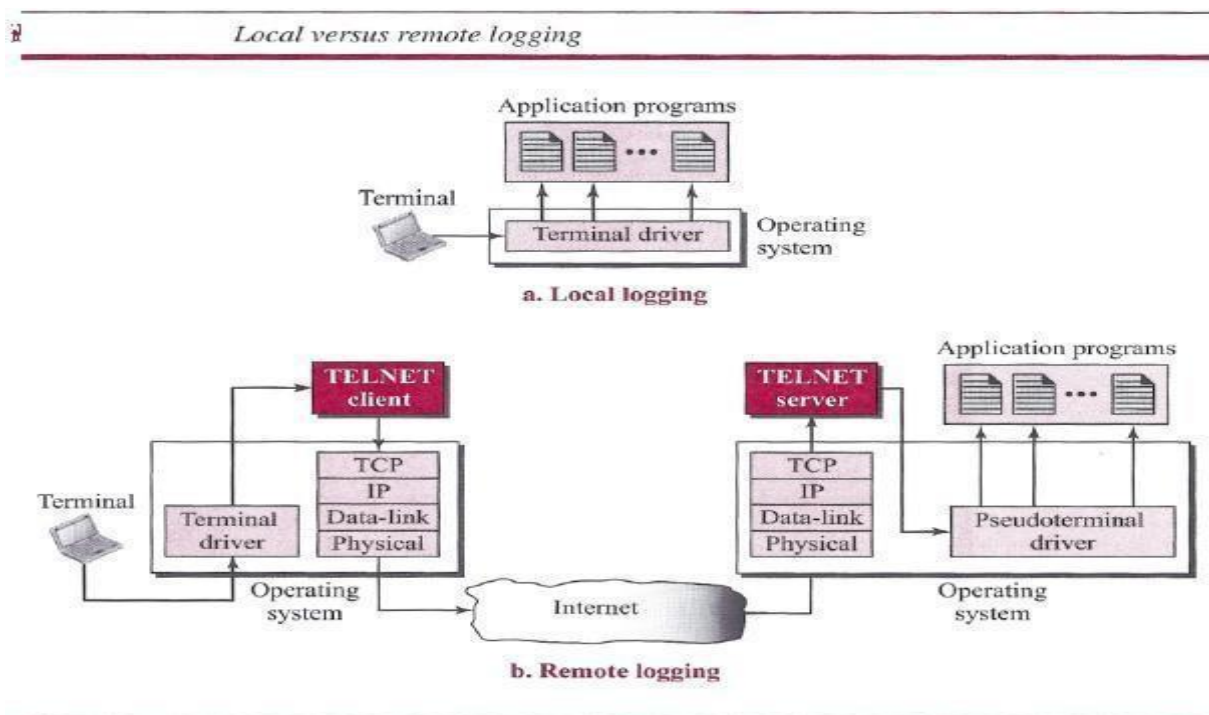 Local versus remote logging
Application programs
Terminal
Terminal driver
Operating
system
a. Local logging
Application programs
TELNET
client
TELNET
server
TCP
IP
Data-link
Physical
Terminal
Terminal
driver
Operating
system
Internet
TCP
IP
Data-link
Physical
Pseudoterminal
driver
Operating
system
b. Remote logging